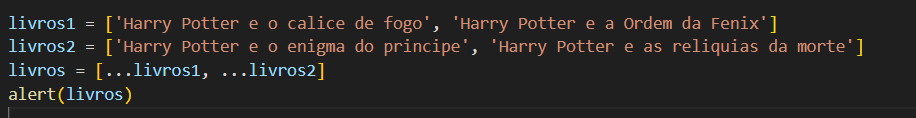 livros1 = ['Harry Potter e o calice de fogo', 'Harry Potter e a Ordem da Fenix']
livros2 = ['Harry Potter e o enigma do principe', 'Harry Potter e as reliquias da morte']
livros = [...livros1, ...livros2]
alert(livros)